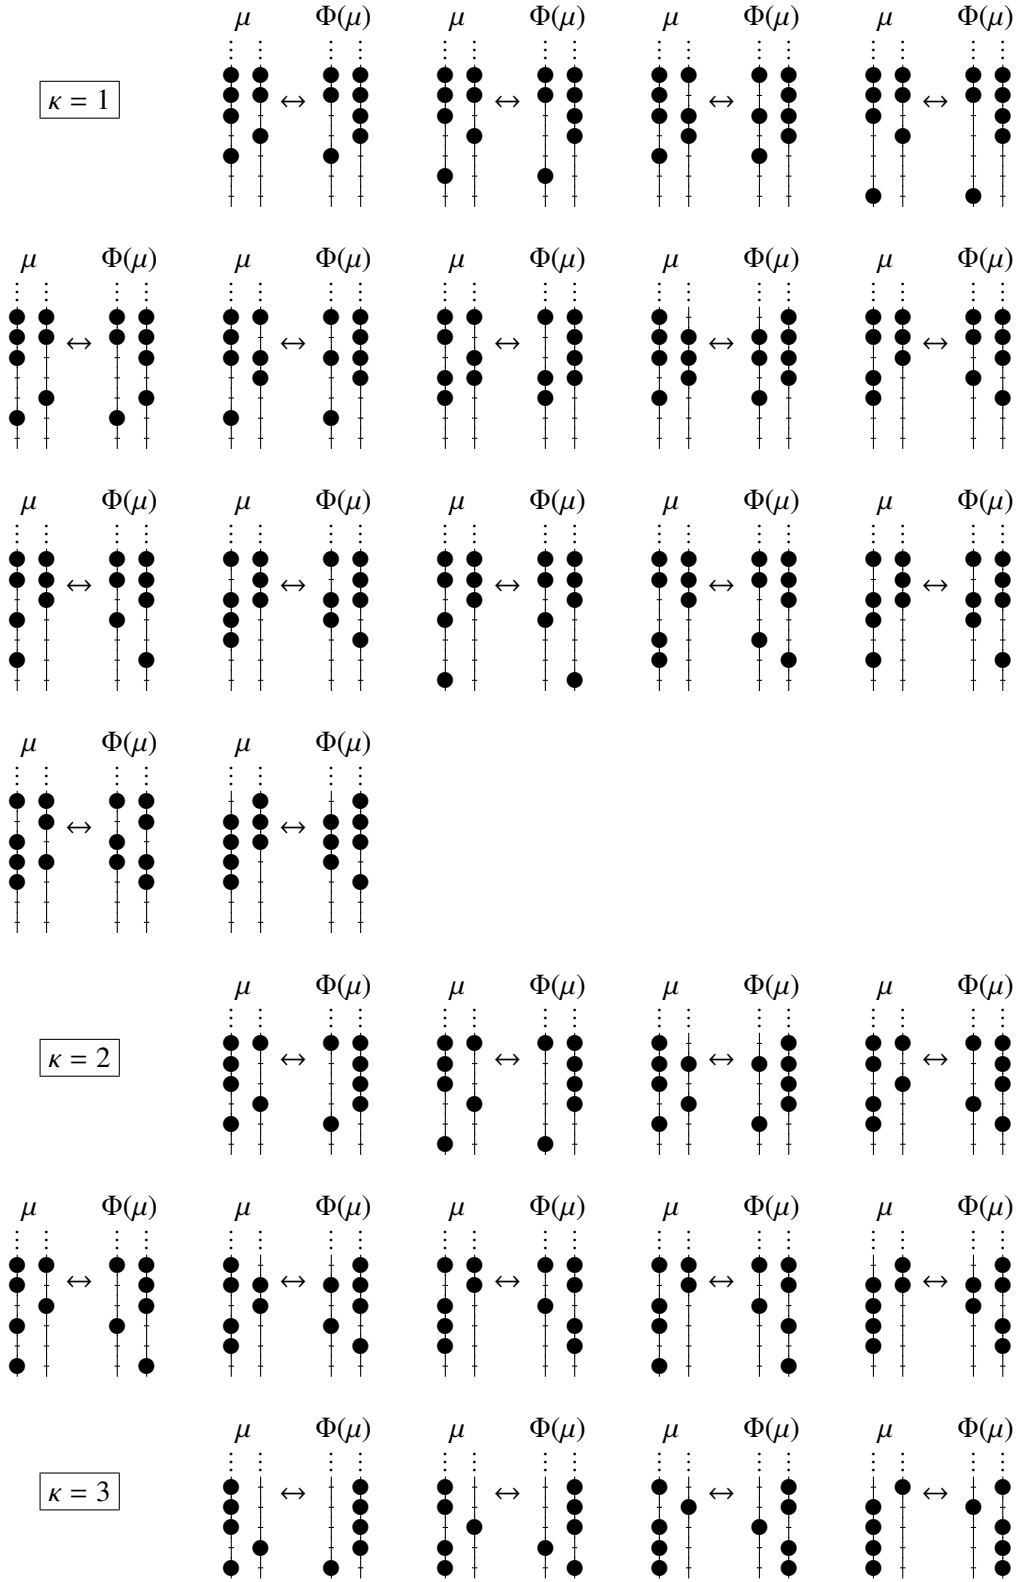 μ Φ(μ) μ Φ(μ) μ Φ(μ) μ Φ(μ)
κ = 1 ↔ ↔ ↔ ↔
μ Φ(μ) μ Φ(μ) μ Φ(μ) μ Φ(μ) μ Φ(μ)
↔ ↔ ↔ ↔ ↔
μ Φ(μ) μ Φ(μ) μ Φ(μ) μ Φ(μ) μ Φ(μ)
↔ ↔ ↔ ↔ ↔
μ Φ(μ) μ Φ(μ)
↔ ↔
μ Φ(μ) μ Φ(μ) μ Φ(μ) μ Φ(μ)
κ = 2 ↔ ↔ ↔ ↔
μ Φ(μ) μ Φ(μ) μ Φ(μ) μ Φ(μ) μ Φ(μ)
↔ ↔ ↔ ↔ ↔
μ Φ(μ) μ Φ(μ) μ Φ(μ) μ Φ(μ)
κ = 3 ↔ ↔ ↔ ↔